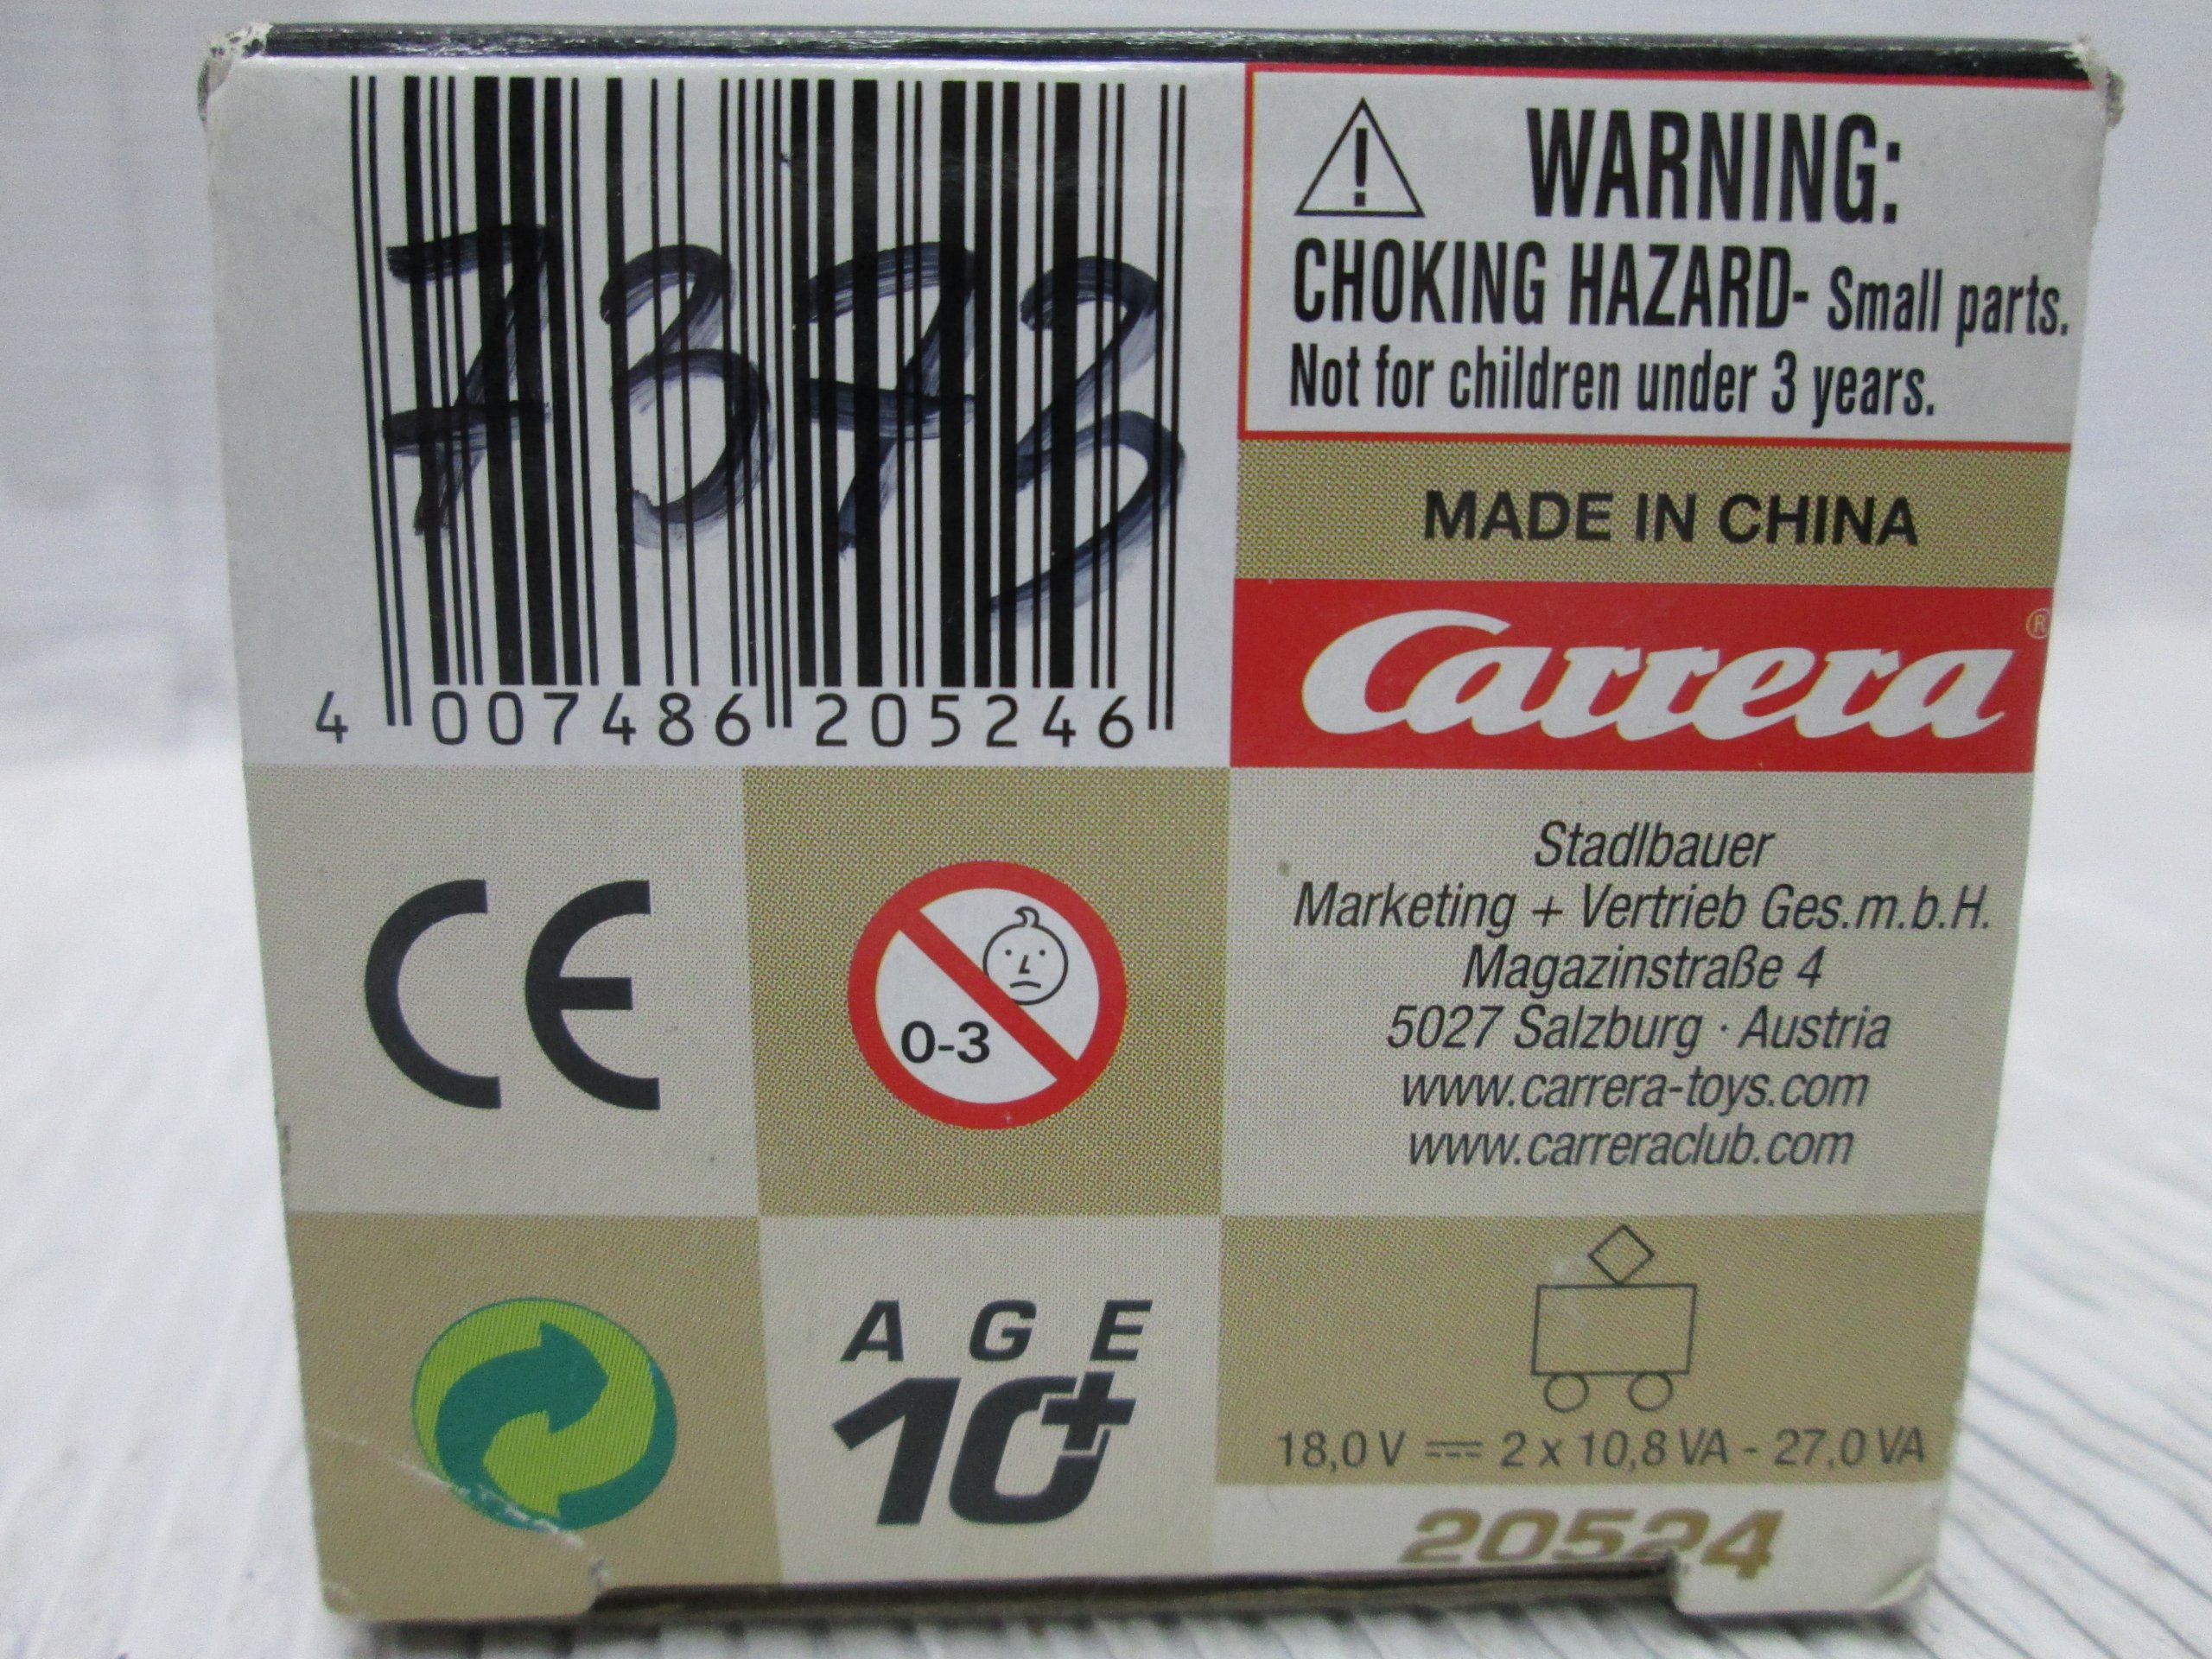 7373
4 007486 205246
WARNING:
CHOKING HAZARD- Small parts.
Not for children under 3 years.
MADE IN CHINA
Carrera ®
CE
0-3
Stadlbauer
Marketing + Vertrieb Ges.m.b.H.
Magazinstraße 4
5027 Salzburg · Austria
www.carrera-toys.com
www.carreraclub.com
AGE
10+
18,0 V ⎓ 2 x 10,8 VA - 27,0 VA
20524